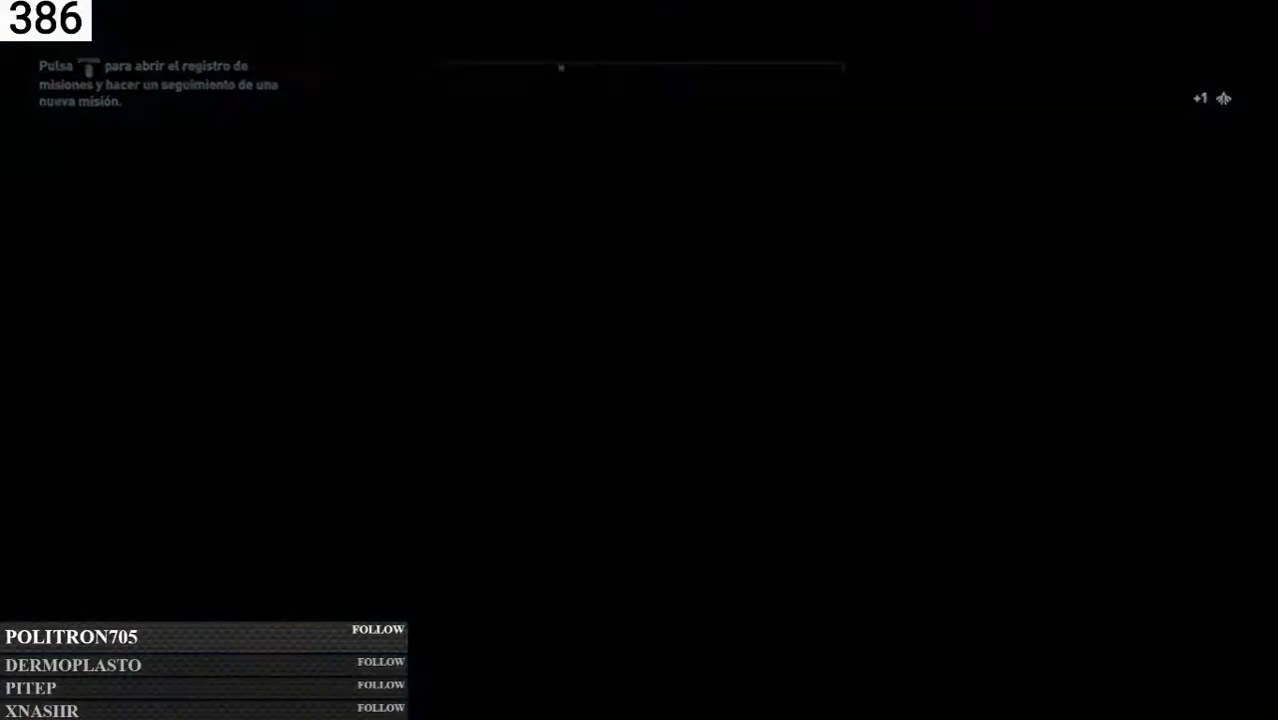 386
Pulsa para abrir el registro de
misiones y hacer un seguimiento de una
nueva misión.
+1
POLITRON705 FOLLOW
DERMOPLASTO FOLLOW
PITEP FOLLOW
XNASIIR FOLLOW